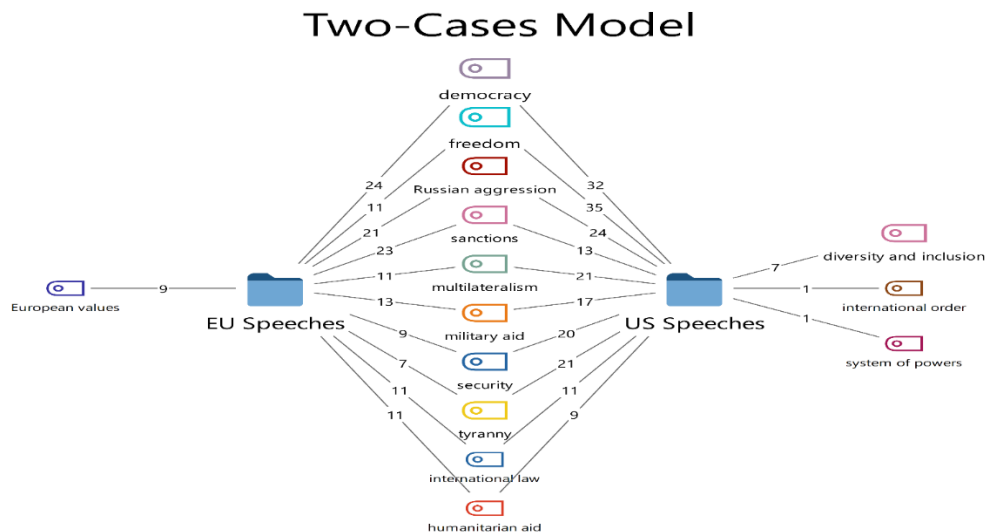 Two-Cases Model
democracy
freedom
24
32
Russian aggression
11
35
21
24
sanctions
23
13
diversity and inclusion
7
11
21
multilateralism
European values
9
1
international order
13
17
EU Speeches
US Speeches
military aid
1
9
20
security
system of powers
7
21
11
11
tyranny
11
9
international law
humanitarian aid